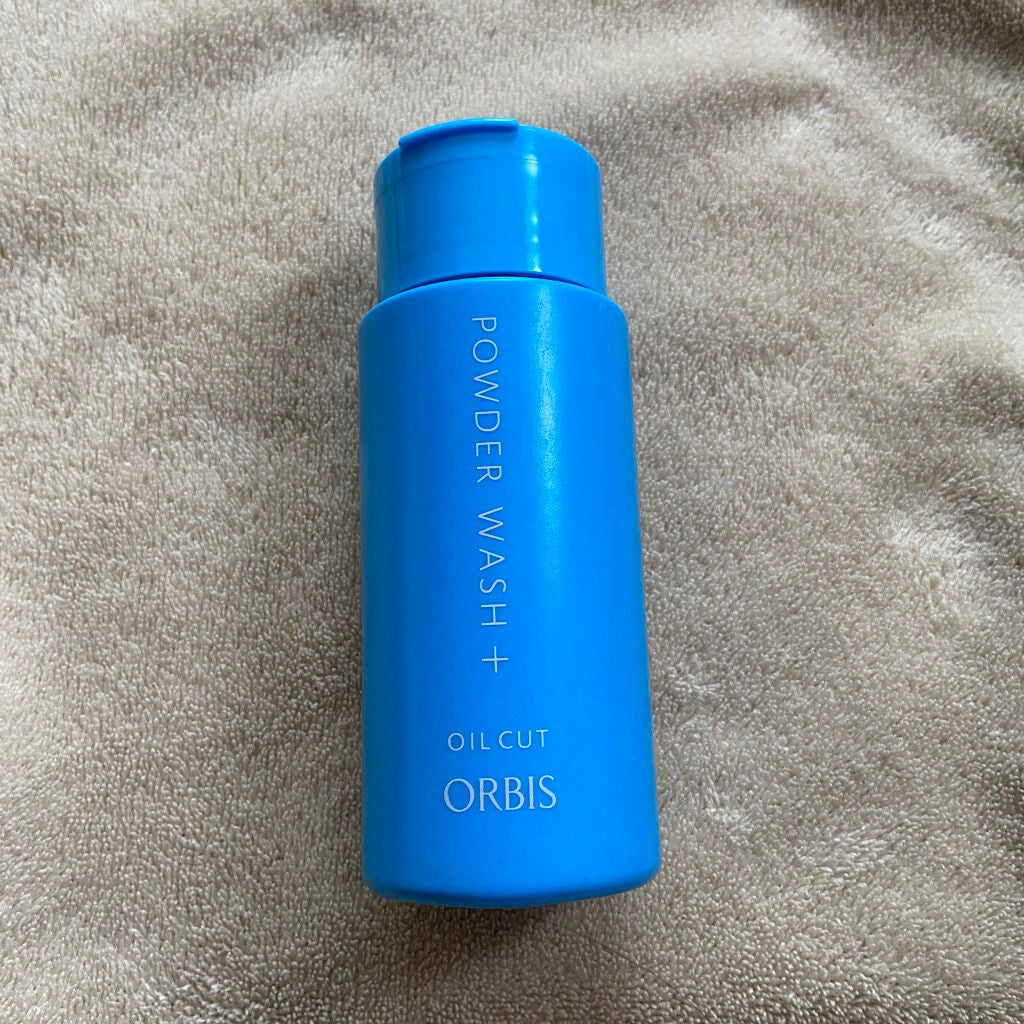 POWDER WASH +
OIL CUT
ORBIS